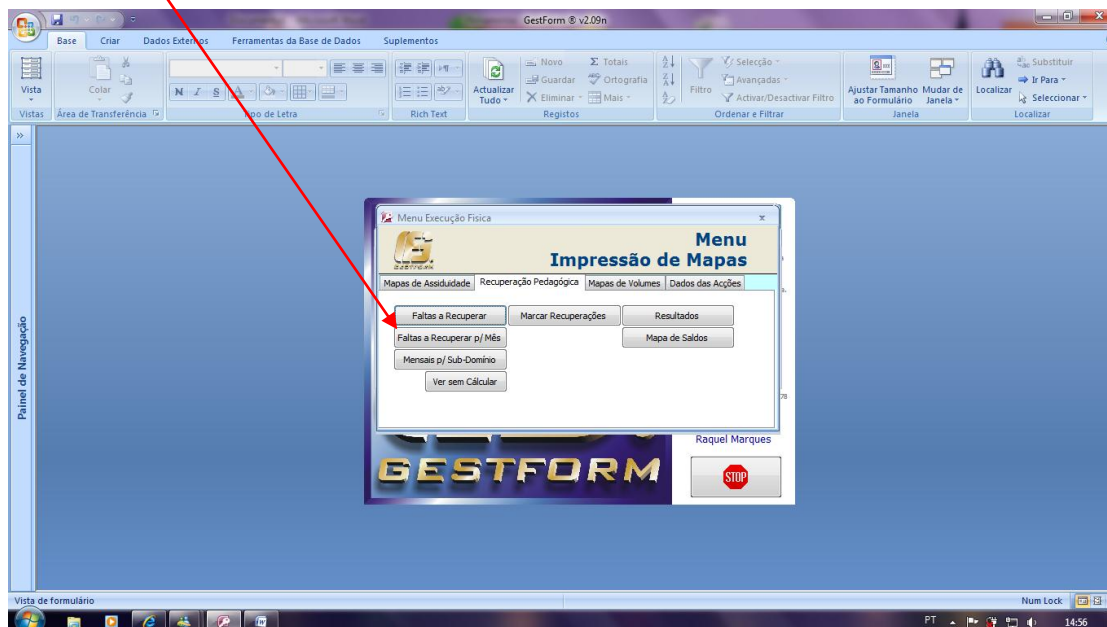 GestForm ® v2.09n
Base Criar Dados Externos Ferramentas da Base de Dados Suplementos
Vista
Colar
N I S
Actualizar Tudo
Novo Σ Totais
Guardar Ortografia
Eliminar Mais
Filtro
Selecção
Avançadas
Activar/Desactivar Filtro
Ajustar Tamanho ao Formulário
Mudar de Janela
Localizar
Substituir
Ir Para
Seleccionar
Vistas Área de Transferência Tipo de Letra Rich Text Registos Ordenar e Filtrar Janela Localizar
Painel de Navegação
Menu Execução Fisica
GESTFORM
Menu
Impressão de Mapas
Mapas de Assiduidade Recuperação Pedagógica Mapas de Volumes Dados das Acções
Faltas a Recuperar Marcar Recuperações Resultados
Faltas a Recuperar p/ Mês Mapa de Saldos
Mensais p/ Sub-Domínio
Ver sem Cálcular
Raquel Marques
GESTFORM
STOP
Vista de formulário Num Lock
PT 14:56